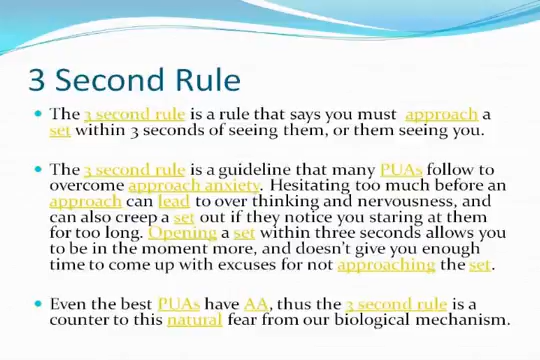 3 Second Rule
The 3 second rule is a rule that says you must approach a
set within 3 seconds of seeing them, or them seeing you.
The 3 second rule is a guideline that many PUAs follow to
overcome approach anxiety. Hesitating too much before an
approach can lead to over thinking and nervousness, and
can also creep a set out if they notice you staring at them
for too long. Opening a set within three seconds allows you
to be in the moment more, and doesn't give you enough
time to come up with excuses for not approaching the set.
Even the best PUAs have AA, thus the 3 second rule is a
counter to this natural fear from our biological mechanism.